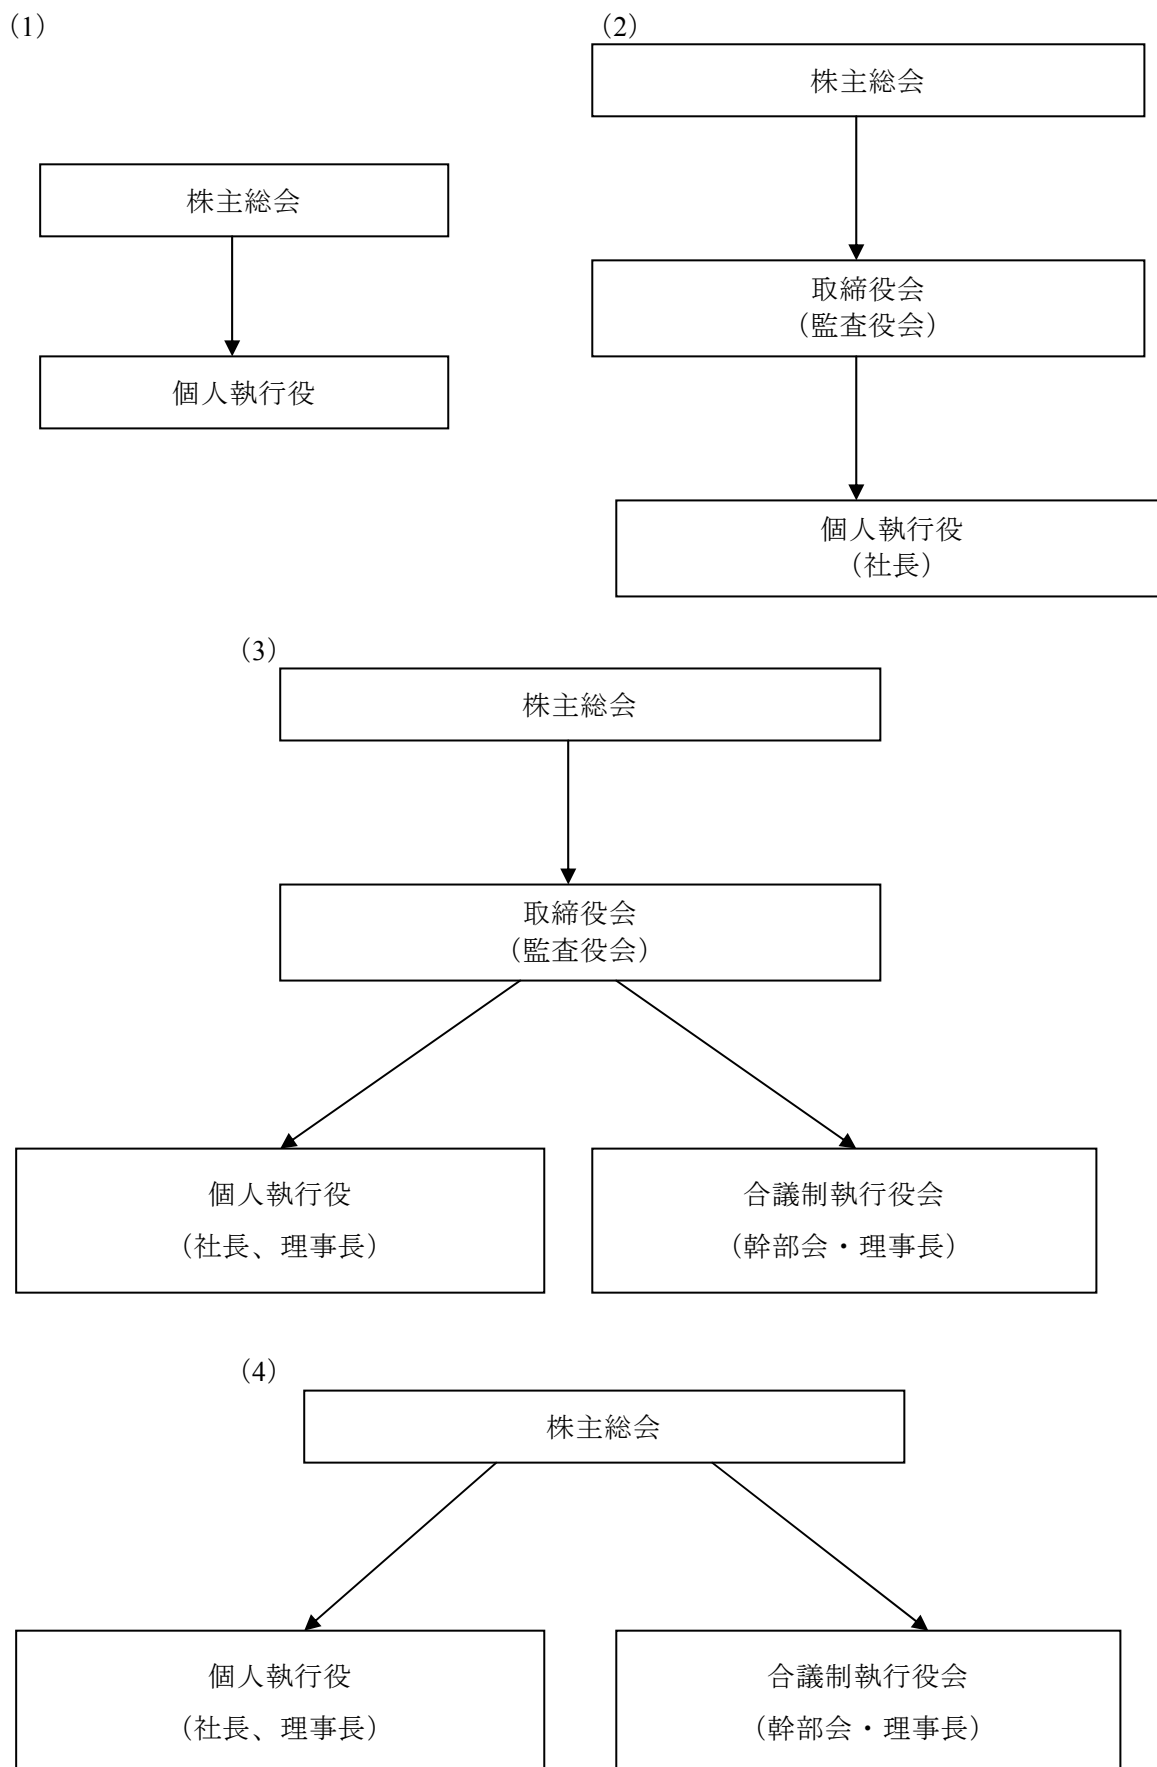 (1)
(2)
株主総会
株主総会
取締役会
(監査役会)
個人執行役
個人執行役
(社長)
(3)
株主総会
取締役会
(監査役会)
個人執行役
(社長、理事長)
合議制執行役会
(幹部会・理事長)
(4)
株主総会
個人執行役
(社長、理事長)
合議制執行役会
(幹部会・理事長)